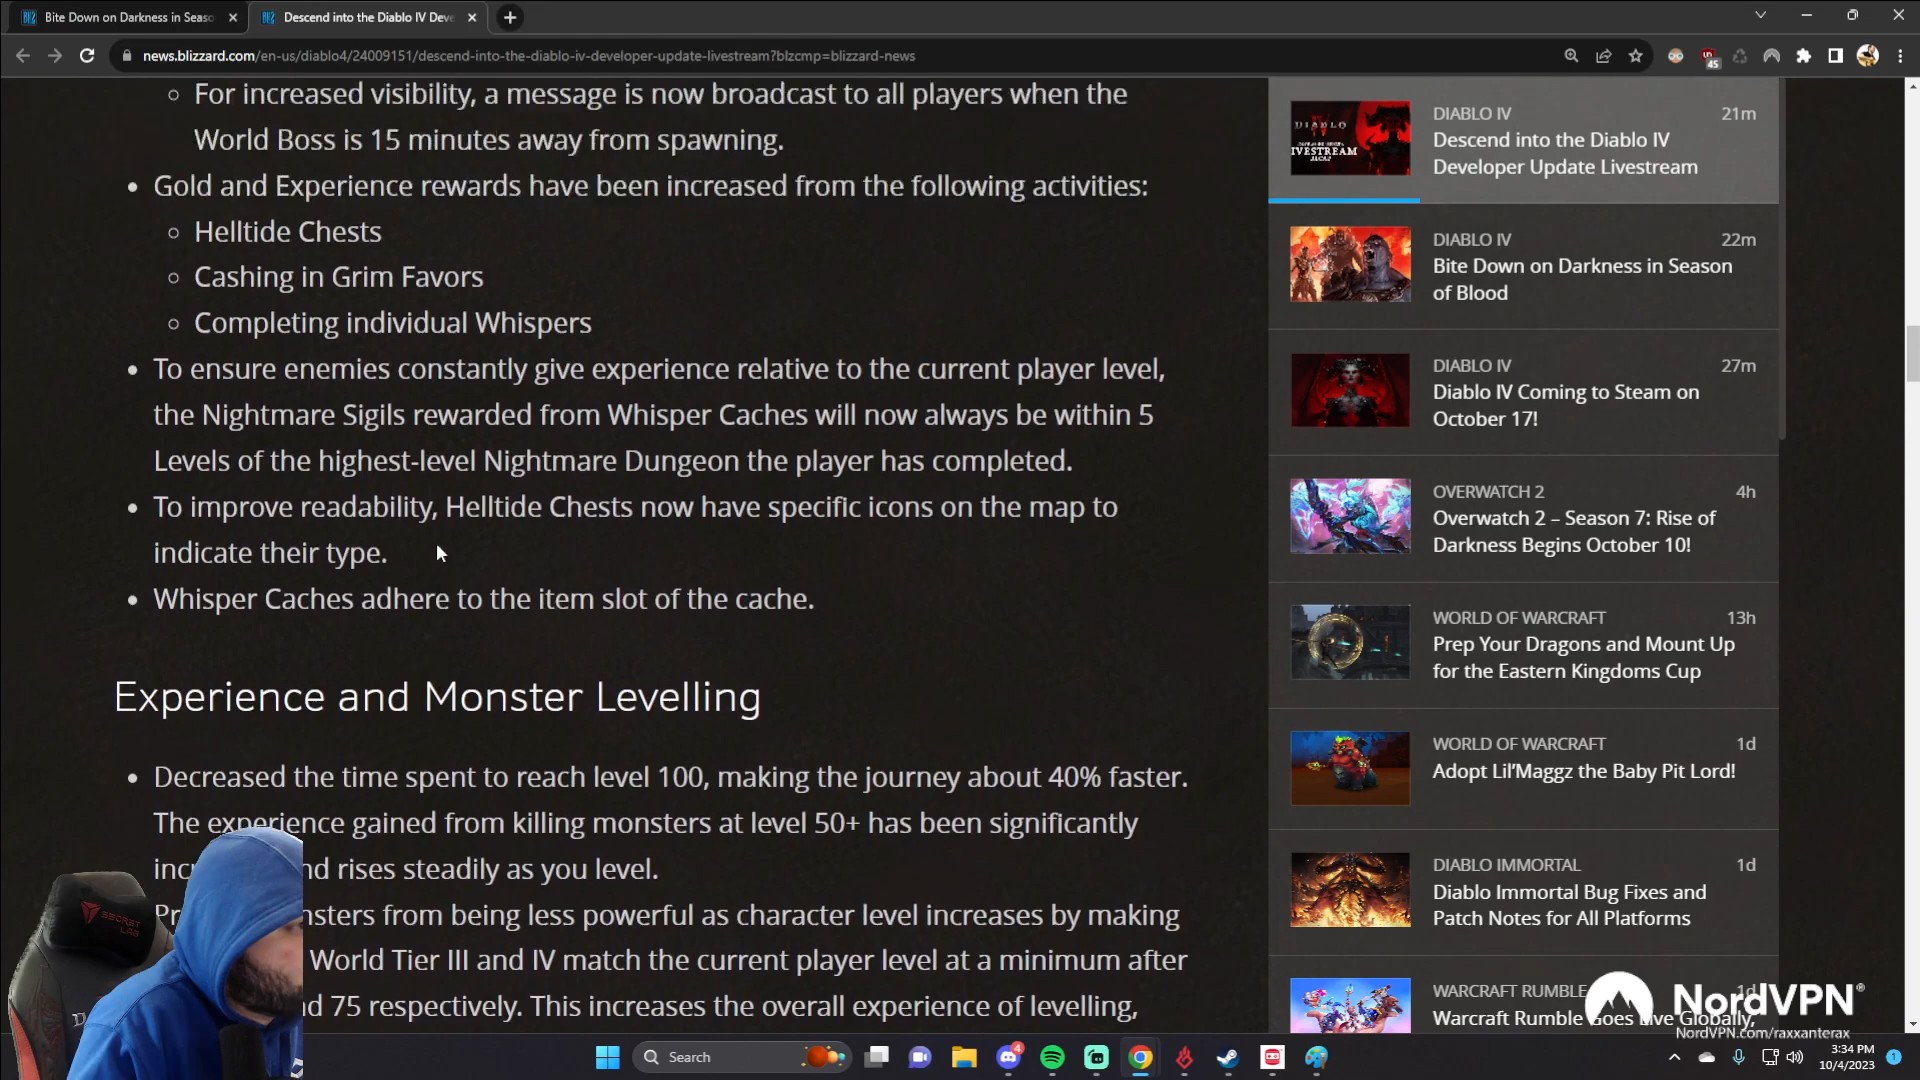 Bite Down on Darkness in Seaso
Descend into the Diablo IV Deve
news.blizzard.com/en-us/diablo4/24009151/descend-into-the-diablo-iv-developer-update-livestream?blzcmp=blizzard-news
45
For increased visibility, a message is now broadcast to all players when the
World Boss is 15 minutes away from spawning.
Gold and Experience rewards have been increased from the following activities:
Helltide Chests
Cashing in Grim Favors
Completing individual Whispers
To ensure enemies constantly give experience relative to the current player level,
the Nightmare Sigils rewarded from Whisper Caches will now always be within 5
Levels of the highest-level Nightmare Dungeon the player has completed.
To improve readability, Helltide Chests now have specific icons on the map to
indicate their type.
Whisper Caches adhere to the item slot of the cache.
Experience and Monster Levelling
Decreased the time spent to reach level 100, making the journey about 40% faster.
The experience gained from killing monsters at level 50+ has been significantly
inc nd rises steadily as you level.
Pr nsters from being less powerful as character level increases by making
World Tier III and IV match the current player level at a minimum after
d 75 respectively. This increases the overall experience of levelling,
DIABLO IV 21m
Descend into the Diablo IV
Developer Update Livestream
DIABLO IV 22m
Bite Down on Darkness in Season
of Blood
DIABLO IV 27m
Diablo IV Coming to Steam on
October 17!
OVERWATCH 2 4h
Overwatch 2 – Season 7: Rise of
Darkness Begins October 10!
WORLD OF WARCRAFT 13h
Prep Your Dragons and Mount Up
for the Eastern Kingdoms Cup
WORLD OF WARCRAFT 1d
Adopt Lil'Maggz the Baby Pit Lord!
DIABLO IMMORTAL 1d
Diablo Immortal Bug Fixes and
Patch Notes for All Platforms
WARCRAFT RUMBLE 1d
Warcraft Rumble Goes Live Globally,
NordVPN®
NordVPN.com/raxxanterax
SECRET
LAB
Search
4
3:34 PM
10/4/2023
1